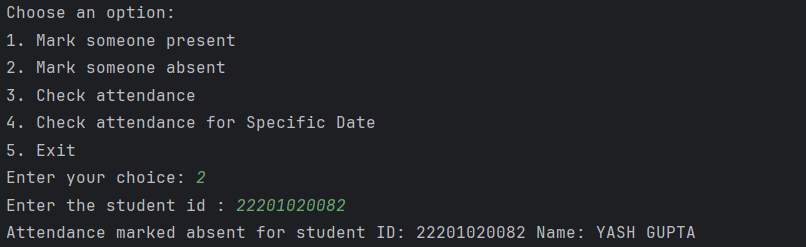 Choose an option:
1. Mark someone present
2. Mark someone absent
3. Check attendance
4. Check attendance for Specific Date
5. Exit
Enter your choice: 2
Enter the student id : 22201020082
Attendance marked absent for student ID: 22201020082 Name: YASH GUPTA